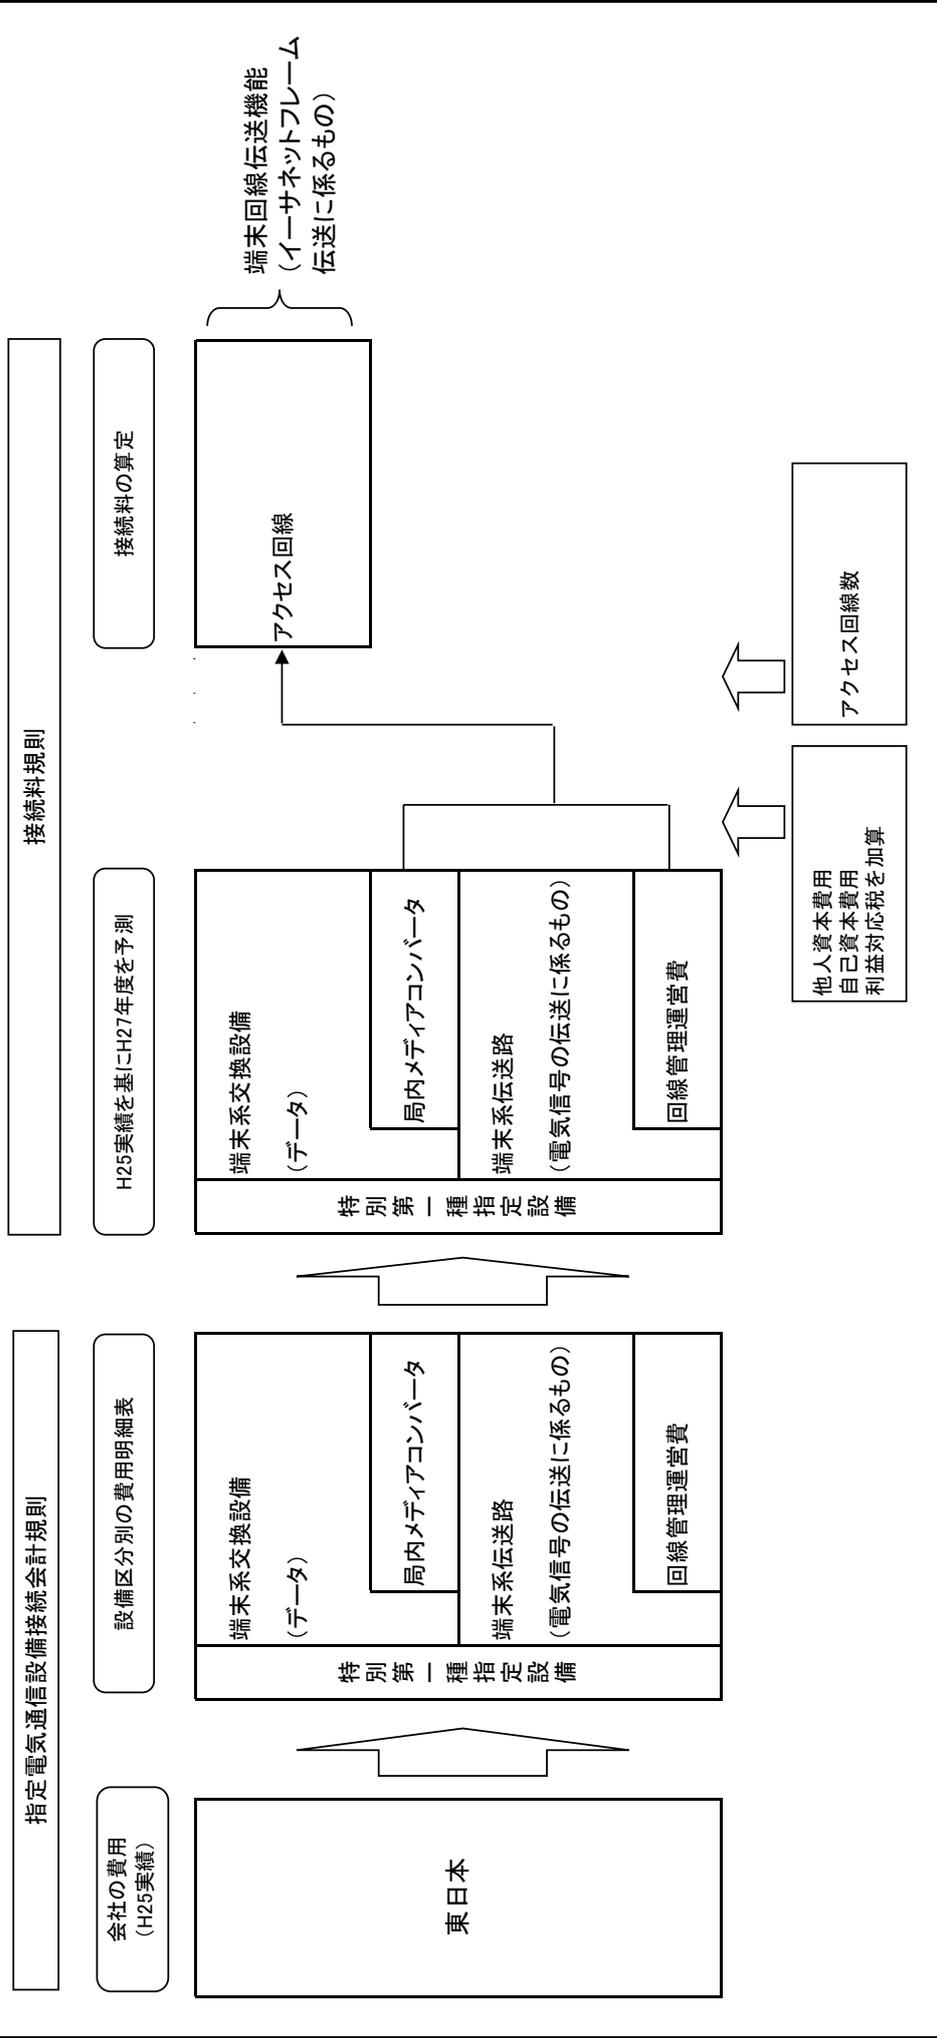 指定電気通信設備接続会計規則
接続料規則
会社の費用
（H25実績）
設備区分別の費用明細表
H25実績を基にH27年度を予測
接続料の算定
東日本
特別第一種指定設備
端末系交換設備
（データ）
局内メディアコンバータ
端末系伝送路
（電気信号の伝送に係るもの）
回線管理運営費
特別第一種指定設備
端末系交換設備
（データ）
局内メディアコンバータ
端末系伝送路
（電気信号の伝送に係るもの）
回線管理運営費
アクセス回線
端末回線伝送機能
（イーサネットフレーム
伝送に係るもの）
他人資本費用
自己資本費用
利益対応税を加算
アクセス回線数